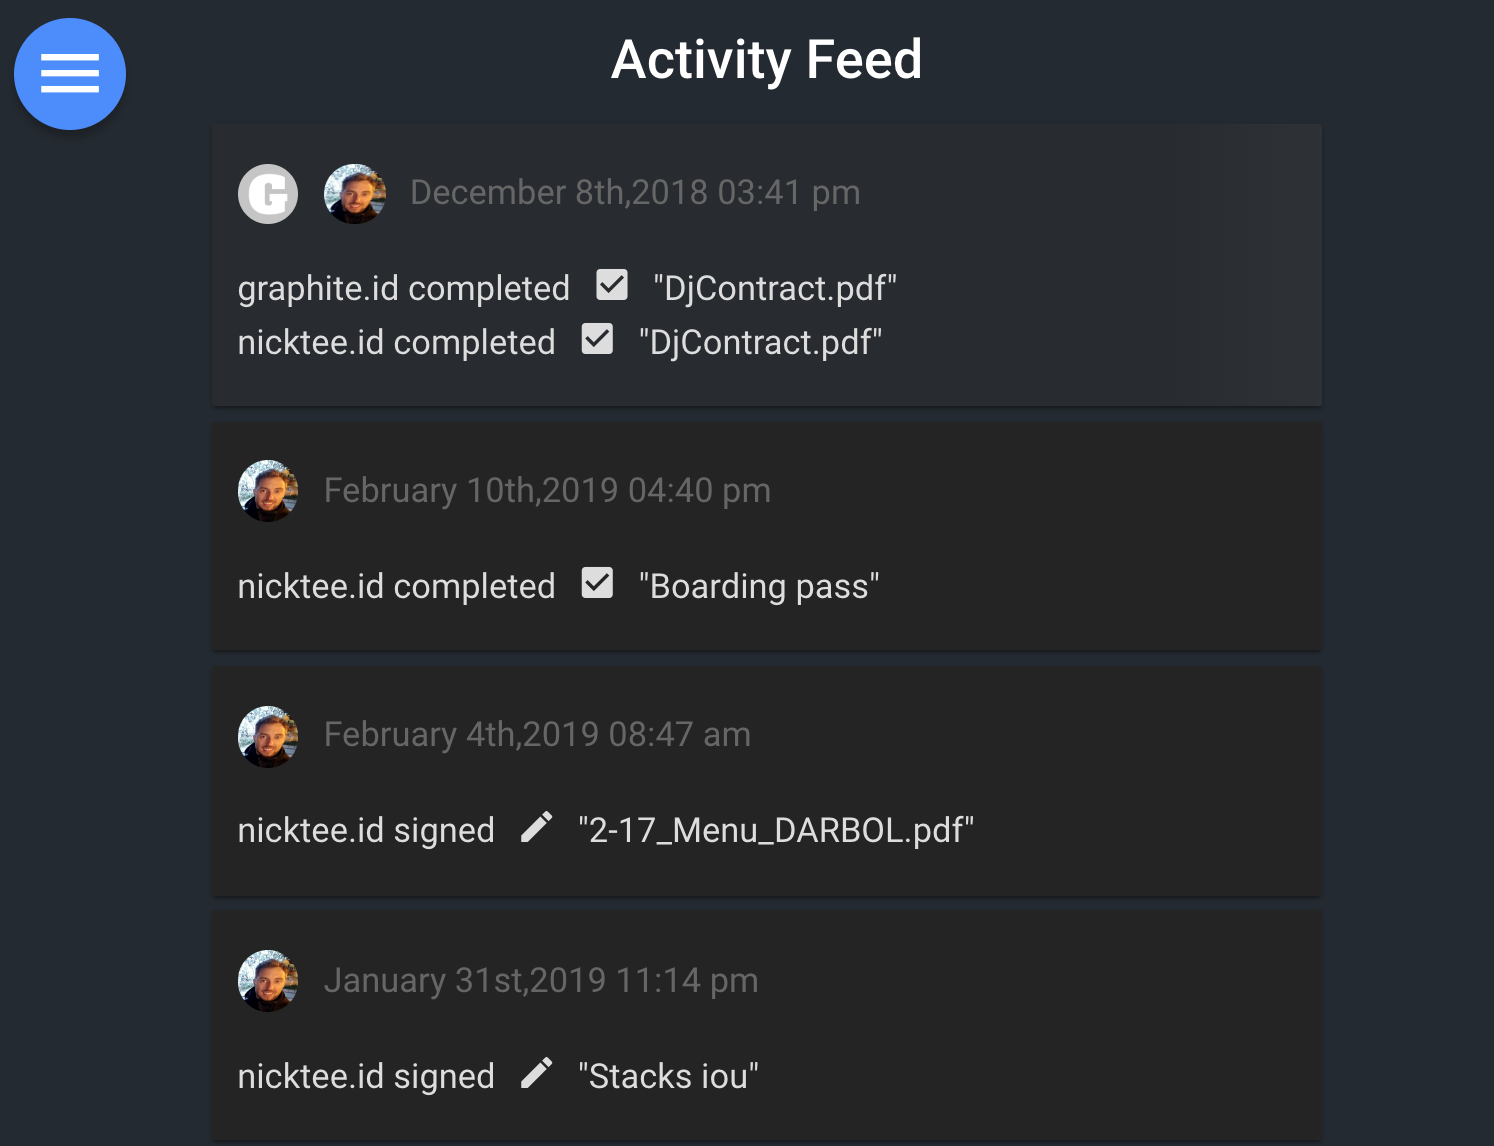 Activity Feed
G
December 8th,2018 03:41 pm
graphite.id completed "DjContract.pdf"
nicktee.id completed "DjContract.pdf"
February 10th,2019 04:40 pm
nicktee.id completed "Boarding pass"
February 4th,2019 08:47 am
nicktee.id signed "2-17_Menu_DARBOL.pdf"
January 31st,2019 11:14 pm
nicktee.id signed "Stacks iou"